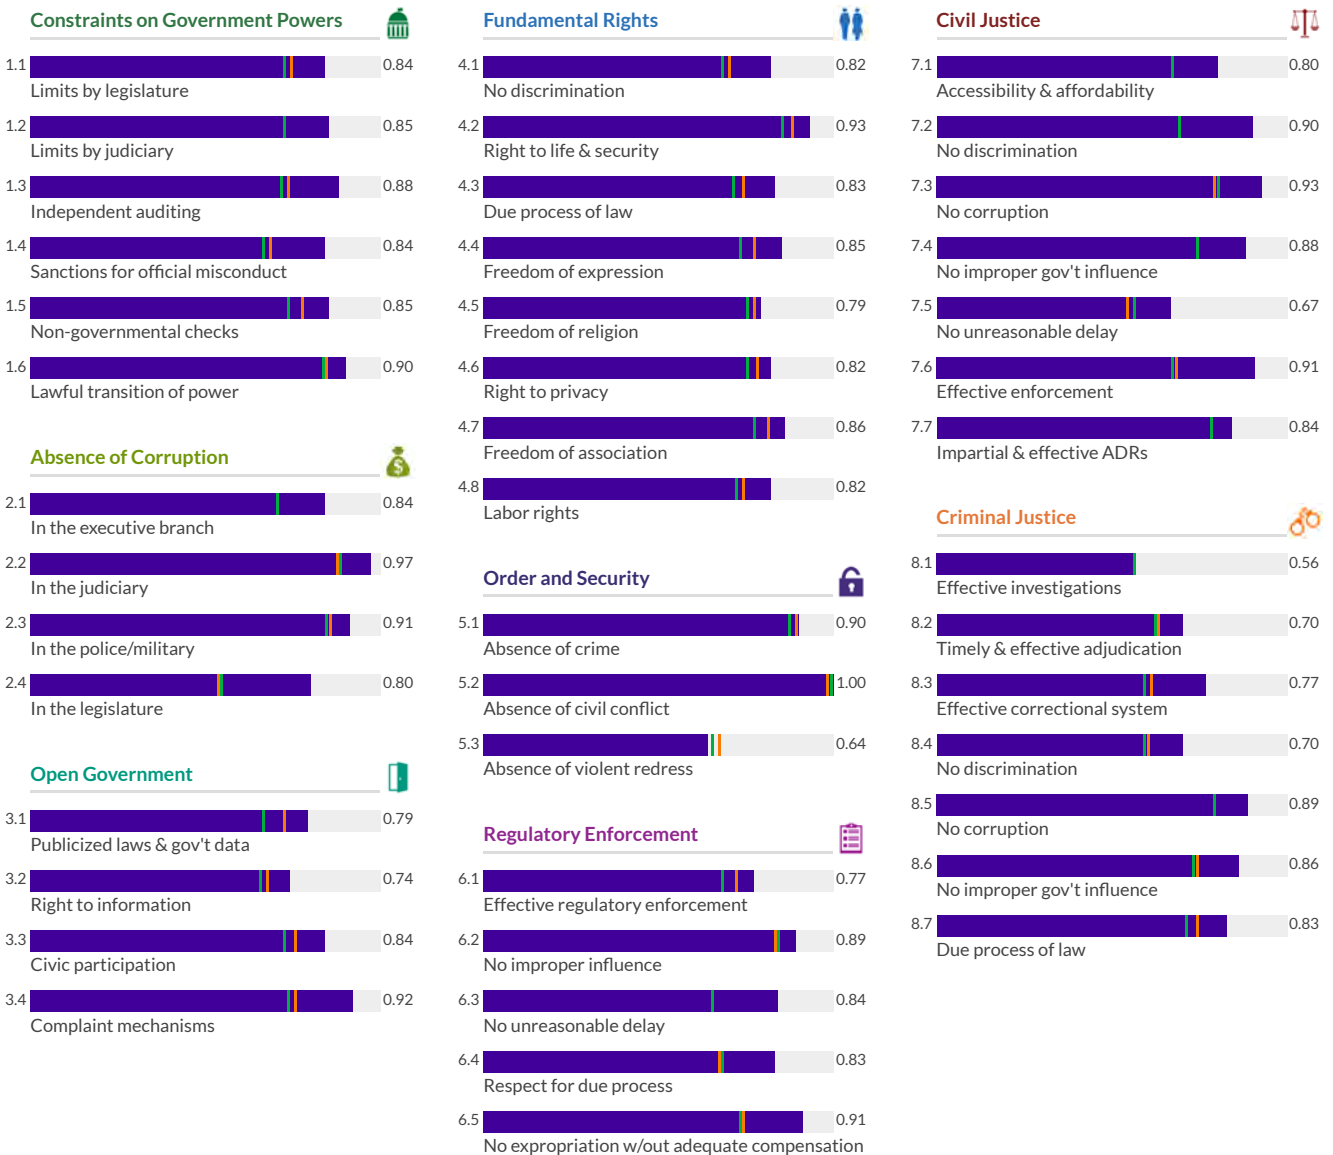 Constraints on Government Powers
1.1 0.84
Limits by legislature
1.2 0.85
Limits by judiciary
1.3 0.88
Independent auditing
1.4 0.84
Sanctions for official misconduct
1.5 0.85
Non-governmental checks
1.6 0.90
Lawful transition of power
Absence of Corruption
$
2.1 0.84
In the executive branch
2.2 0.97
In the judiciary
2.3 0.91
In the police/military
2.4 0.80
In the legislature
Open Government
3.1 0.79
Publicized laws & gov't data
3.2 0.74
Right to information
3.3 0.84
Civic participation
3.4 0.92
Complaint mechanisms
Fundamental Rights
4.1 0.82
No discrimination
4.2 0.93
Right to life & security
4.3 0.83
Due process of law
4.4 0.85
Freedom of expression
4.5 0.79
Freedom of religion
4.6 0.82
Right to privacy
4.7 0.86
Freedom of association
4.8 0.82
Labor rights
Order and Security
5.1 0.90
Absence of crime
5.2 1.00
Absence of civil conflict
5.3 0.64
Absence of violent redress
Regulatory Enforcement
6.1 0.77
Effective regulatory enforcement
6.2 0.89
No improper influence
6.3 0.84
No unreasonable delay
6.4 0.83
Respect for due process
6.5 0.91
No expropriation w/out adequate compensation
Civil Justice
7.1 0.80
Accessibility & affordability
7.2 0.90
No discrimination
7.3 0.93
No corruption
7.4 0.88
No improper gov't influence
7.5 0.67
No unreasonable delay
7.6 0.91
Effective enforcement
7.7 0.84
Impartial & effective ADRs
Criminal Justice
8.1 0.56
Effective investigations
8.2 0.70
Timely & effective adjudication
8.3 0.77
Effective correctional system
8.4 0.70
No discrimination
8.5 0.89
No corruption
8.6 0.86
No improper gov't influence
8.7 0.83
Due process of law